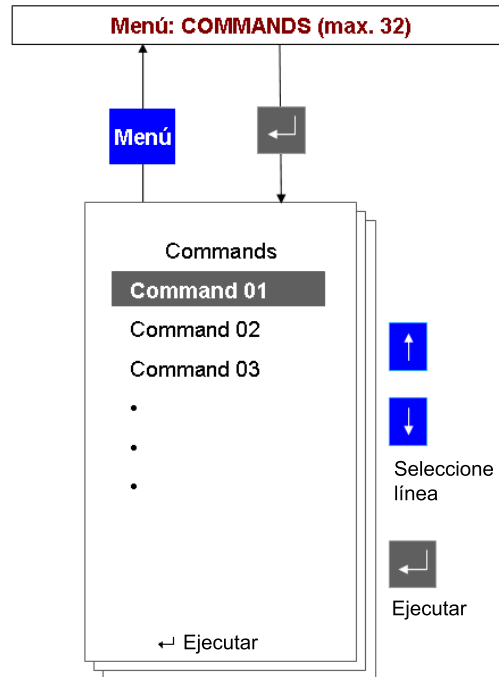 Menú: COMMANDS (max. 32)
Menú
Commands
Command 01
Command 02
Command 03
•
•
•
Seleccione
línea
Ejecutar
↵ Ejecutar